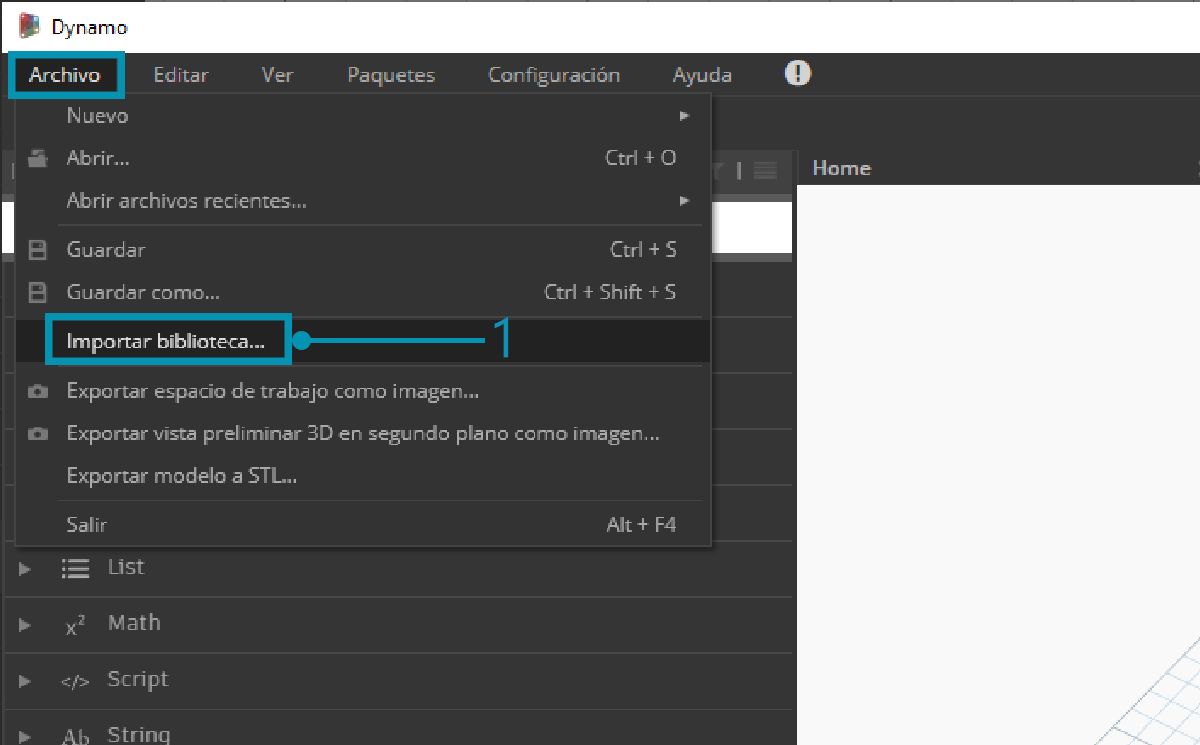 Dynamo
Archivo Editar Ver Paquetes Configuración Ayuda !
Nuevo
Abrir... Ctrl + O
Abrir archivos recientes...
Home
Guardar Ctrl + S
Guardar como... Ctrl + Shift + S
Importar biblioteca... 1
Exportar espacio de trabajo como imagen...
Exportar vista preliminar 3D en segundo plano como imagen...
Exportar modelo a STL...
Salir Alt + F4
List
x² Math
</> Script
Ab String